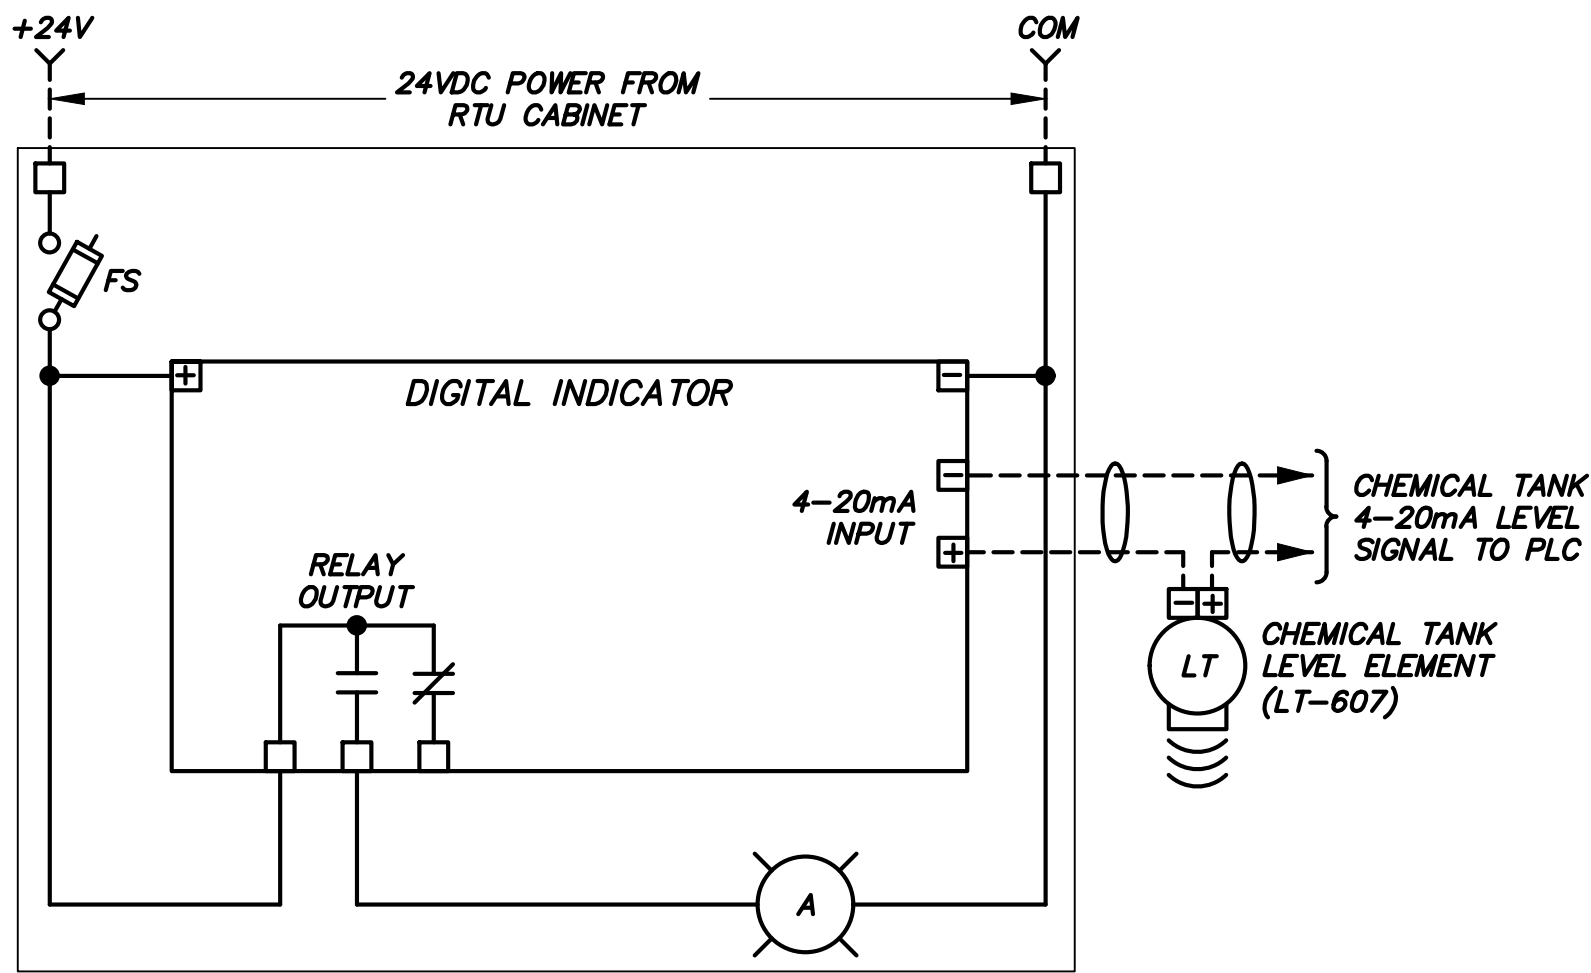 +24V
COM
24VDC POWER FROM
RTU CABINET
FS
+
-
DIGITAL INDICATOR
-
4-20mA
INPUT
+
CHEMICAL TANK
4-20mA LEVEL
SIGNAL TO PLC
RELAY
OUTPUT
- +
LT
CHEMICAL TANK
LEVEL ELEMENT
(LT-607)
A